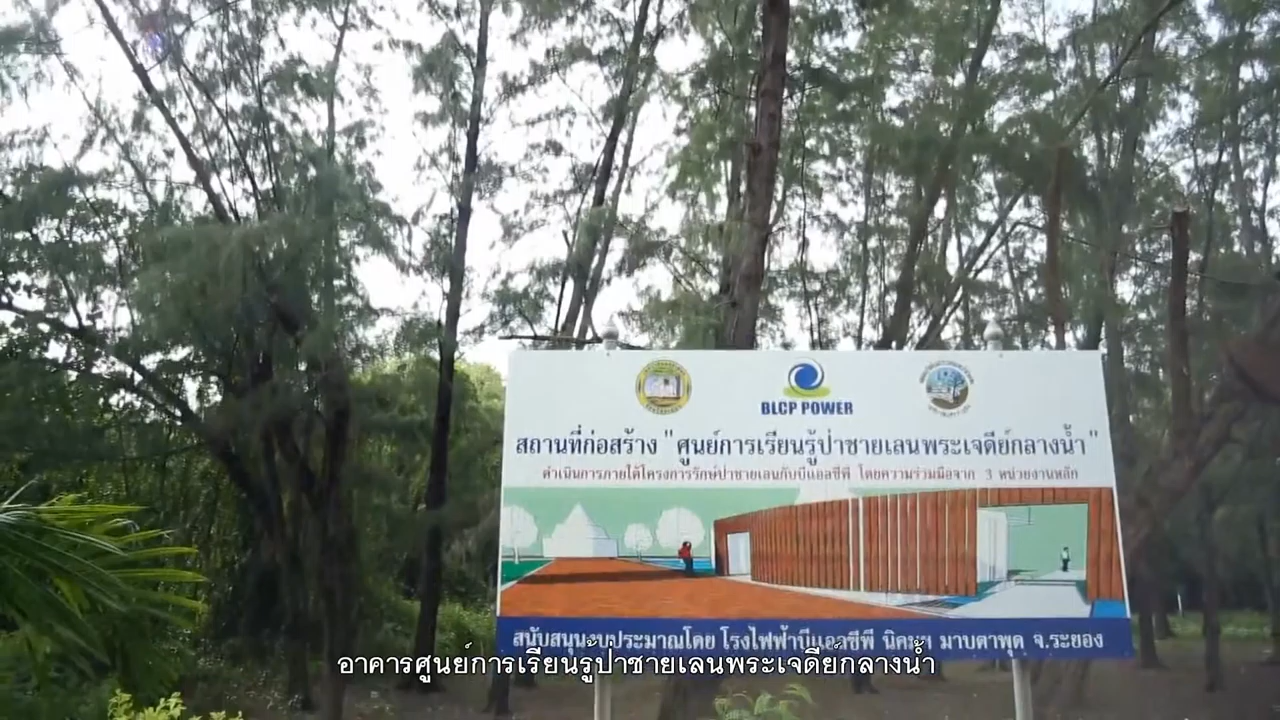 BLCP POWER
สถานที่ก่อสร้าง "ศูนย์การเรียนรู้ป่าชายเลนพระเจดีย์กลางน้ำ"
ดำเนินการภายใต้โครงการรักษ์ป่าชายเลนกับบีแอลซีพี โดยความร่วมมือจาก 3 หน่วยงานหลัก
สนับสนุนงบประมาณโดย โรงไฟฟ้าบีแอลซีพี นิคมฯ มาบตาพุด จ.ระยอง
อาคารศูนย์การเรียนรู้ป่าชายเลนพระเจดีย์กลางน้ำ